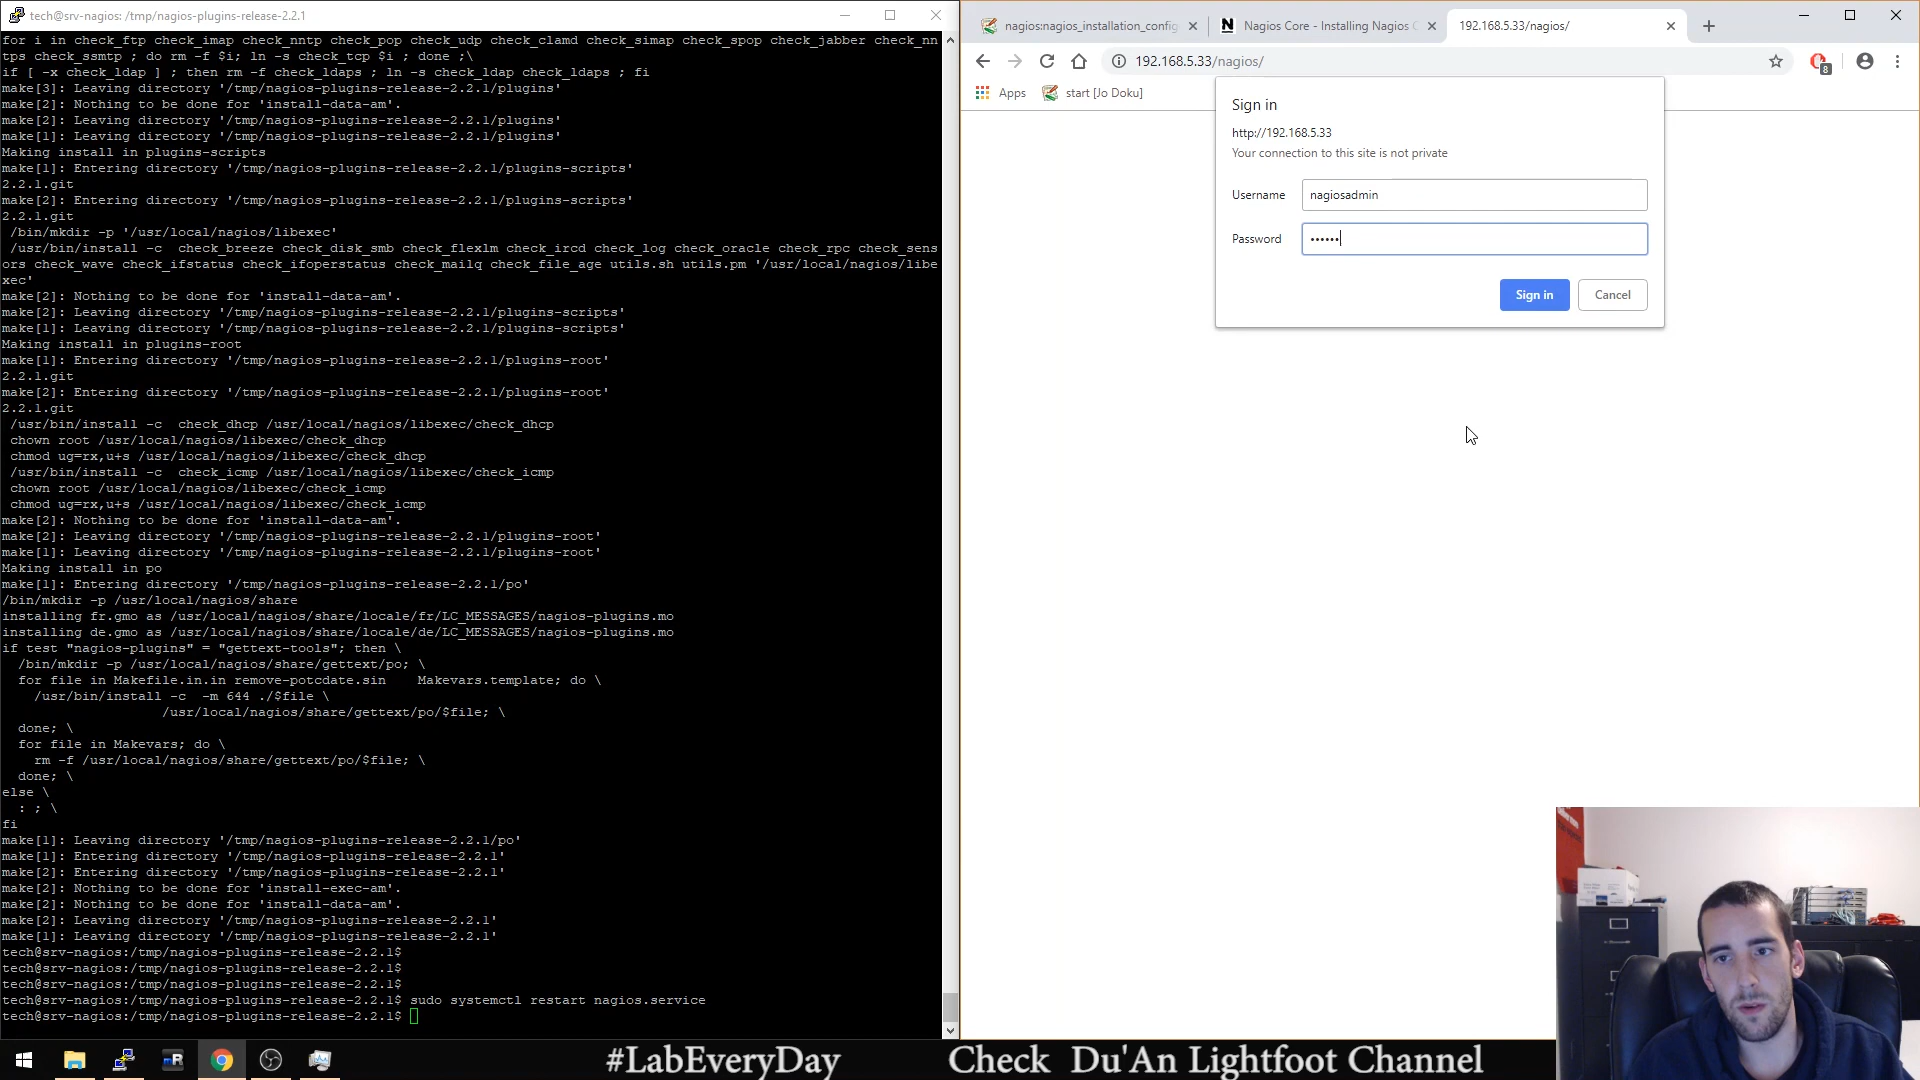 tech@srv-nagios: /tmp/nagios-plugins-release-2.2.1
for i in check_ftp check_imap check_nntp check_pop check_udp check_clamd check_simap check_spop check_jabber check_nn
tps check_ssmtp ; do rm -f $i; ln -s check_tcp $i ; done ;\
if [ -x check_ldap ] ; then rm -f check_ldaps ; ln -s check_ldap check_ldaps ; fi
make[3]: Leaving directory '/tmp/nagios-plugins-release-2.2.1/plugins'
make[2]: Nothing to be done for 'install-data-am'.
make[2]: Leaving directory '/tmp/nagios-plugins-release-2.2.1/plugins'
make[1]: Leaving directory '/tmp/nagios-plugins-release-2.2.1/plugins'
Making install in plugins-scripts
make[1]: Entering directory '/tmp/nagios-plugins-release-2.2.1/plugins-scripts'
2.2.1.git
make[2]: Entering directory '/tmp/nagios-plugins-release-2.2.1/plugins-scripts'
2.2.1.git
/bin/mkdir -p '/usr/local/nagios/libexec'
/usr/bin/install -c check_breeze check_disk_smb check_flexlm check_ircd check_log check_oracle check_rpc check_sens
ors check_wave check_ifstatus check_ifoperstatus check_mailq check_file_age utils.sh utils.pm '/usr/local/nagios/libe
xec'
make[2]: Nothing to be done for 'install-data-am'.
make[2]: Leaving directory '/tmp/nagios-plugins-release-2.2.1/plugins-scripts'
make[1]: Leaving directory '/tmp/nagios-plugins-release-2.2.1/plugins-scripts'
Making install in plugins-root
make[1]: Entering directory '/tmp/nagios-plugins-release-2.2.1/plugins-root'
2.2.1.git
make[2]: Entering directory '/tmp/nagios-plugins-release-2.2.1/plugins-root'
2.2.1.git
/usr/bin/install -c check_dhcp /usr/local/nagios/libexec/check_dhcp
chown root /usr/local/nagios/libexec/check_dhcp
chmod ug=rx,u+s /usr/local/nagios/libexec/check_dhcp
/usr/bin/install -c check_icmp /usr/local/nagios/libexec/check_icmp
chown root /usr/local/nagios/libexec/check_icmp
chmod ug=rx,u+s /usr/local/nagios/libexec/check_icmp
make[2]: Nothing to be done for 'install-data-am'.
make[2]: Leaving directory '/tmp/nagios-plugins-release-2.2.1/plugins-root'
make[1]: Leaving directory '/tmp/nagios-plugins-release-2.2.1/plugins-root'
Making install in po
make[1]: Entering directory '/tmp/nagios-plugins-release-2.2.1/po'
/bin/mkdir -p /usr/local/nagios/share
installing fr.gmo as /usr/local/nagios/share/locale/fr/LC_MESSAGES/nagios-plugins.mo
installing de.gmo as /usr/local/nagios/share/locale/de/LC_MESSAGES/nagios-plugins.mo
if test "nagios-plugins" = "gettext-tools"; then \
/bin/mkdir -p /usr/local/nagios/share/gettext/po; \
for file in Makefile.in.in remove-potcdate.sin Makevars.template; do \
/usr/bin/install -c -m 644 ./$file \
/usr/local/nagios/share/gettext/po/$file; \
done; \
for file in Makevars; do \
rm -f /usr/local/nagios/share/gettext/po/$file; \
done; \
else \
: ; \
fi
make[1]: Leaving directory '/tmp/nagios-plugins-release-2.2.1/po'
make[1]: Entering directory '/tmp/nagios-plugins-release-2.2.1'
make[2]: Entering directory '/tmp/nagios-plugins-release-2.2.1'
make[2]: Nothing to be done for 'install-exec-am'.
make[2]: Nothing to be done for 'install-data-am'.
make[2]: Leaving directory '/tmp/nagios-plugins-release-2.2.1'
make[1]: Leaving directory '/tmp/nagios-plugins-release-2.2.1'
tech@srv-nagios:/tmp/nagios-plugins-release-2.2.1$
tech@srv-nagios:/tmp/nagios-plugins-release-2.2.1$
tech@srv-nagios:/tmp/nagios-plugins-release-2.2.1$
tech@srv-nagios:/tmp/nagios-plugins-release-2.2.1$ sudo systemctl restart nagios.service
tech@srv-nagios:/tmp/nagios-plugins-release-2.2.1$
nagios:nagios_installation_config
Nagios Core - Installing Nagios C
192.168.5.33/nagios/
192.168.5.33/nagios/
8
Apps
start [Jo Doku]
Sign in
http://192.168.5.33
Your connection to this site is not private
Username
nagiosadmin
Password
••••••
Sign in
Cancel
#LabEveryDay
Check Du'An Lightfoot Channel